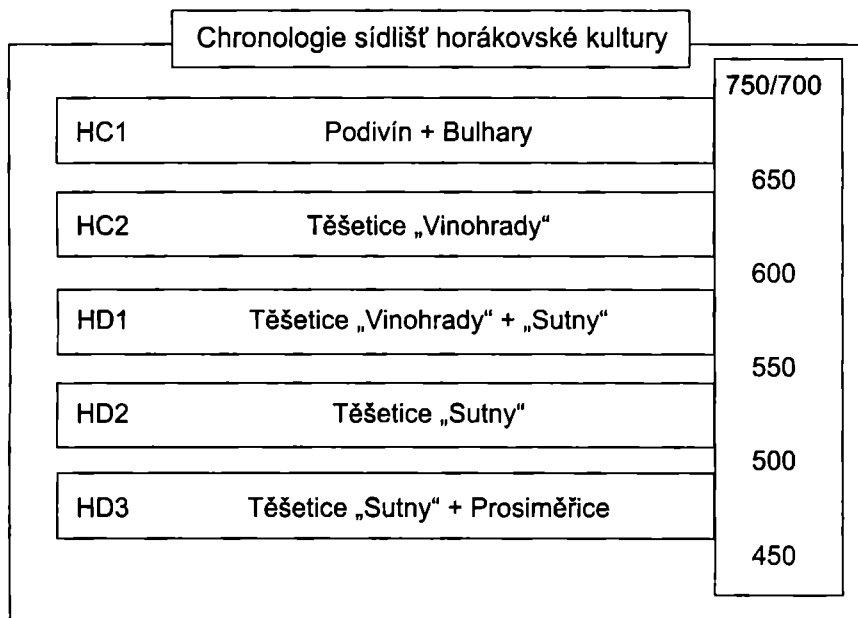 Chronologie sídlišť horákovské kultury
750/700
HC1 Podivín + Bulhary
650
HC2 Těšetice „Vinohrady“
600
HD1 Těšetice „Vinohrady“ + „Sutny“
550
HD2 Těšetice „Sutny“
500
HD3 Těšetice „Sutny“ + Prosiměřice
450